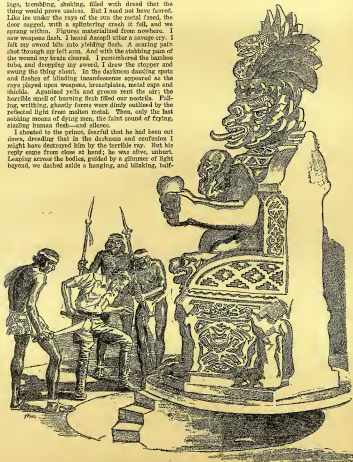 ings, trembling, shaking, filled with dread that the
thing would prove useless. But I need not have feared.
Like ice under the rays of the sun the metal fused, the
door sagged, with a splintering crash it fell, and we
sprang within. Figures materialized from nowhere. I
saw weapons flash. I heard Ascopil utter a savage cry. I
felt my sword bite into yielding flesh. A searing pain
shot through my left arm. And with the stabbing pain of
the wound my brain cleared. I remembered the bamboo
tube, and dropping my sword, I drew the stopper and
swung the thing about. In the darkness dazzling spots
and flashes of blinding incandescence appeared as the
rays played upon weapons, breastplates, metal caps and
shields. Agonized yells and groans rent the air; the
horrible smell of burning flesh filled our nostrils. Fall-
ing, writhing, ghastly forms were dimly outlined by the
reflected light from molten metal. Then, only the last
sobbing moans of dying men, the faint sound of frying,
sizzling human flesh—and silence.
I shouted to the prince, fearful that he had been cut
down, dreading that in the darkness and confusion I
might have destroyed him by the terrible ray. But his
reply came from close at hand; he was alive, unhurt.
Leaping across the bodies, guided by a glimmer of light
beyond, we dashed aside a hanging, and blinking, half-